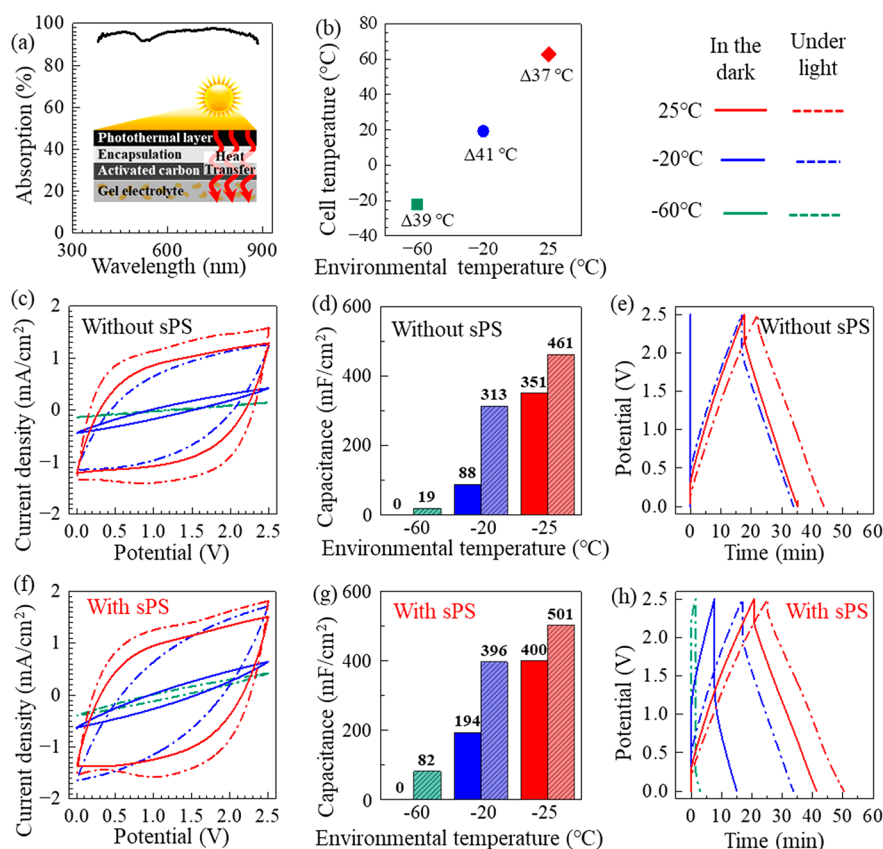 (a)
Absorption (%)
100
80
60
40
20
0
300
500
700
900
Wavelength (nm)
Photothermal layer
Encapsulation
Heat
Activated carbon
Transfer
Gel electrolyte
(b)
Cell temperature (°C)
80
60
40
20
0
−20
−40
Δ37 °C
Δ41 °C
Δ39 °C
−60
−20
25
Environmental temperature (°C)
In the
dark
Under
light
25°C
-20°C
-60°C
(c)
Without sPS
Current density (mA/cm²)
2
1
0
−1
−2
0.0 0.5 1.0 1.5 2.0 2.5
Potential (V)
(d)
Without sPS
Capacitance (mF/cm²)
600
400
200
0
0
19
88
313
351
461
-60
-20
-25
Environmental temperature (°C)
(e)
Without sPS
Potential (V)
2.5
2.0
1.5
1.0
0.5
0.0
0 10 20 30 40 50 60
Time (min)
(f)
With sPS
Current density (mA/cm²)
2
1
0
−1
−2
0.0 0.5 1.0 1.5 2.0 2.5
Potential (V)
(g)
With sPS
Capacitance (mF/cm²)
600
400
200
0
0
82
194
396
400
501
-60
-20
-25
Environmental temperature (°C)
(h)
With sPS
Potential (V)
2.5
2.0
1.5
1.0
0.5
0.0
0 10 20 30 40 50 60
Time (min)